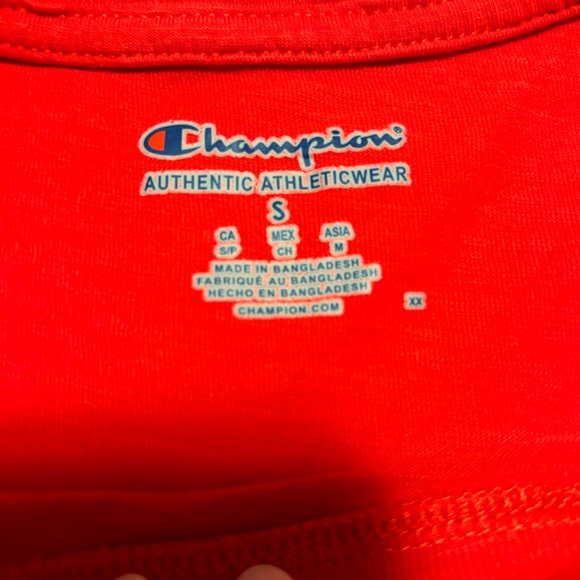 Champion®
AUTHENTIC ATHLETICWEAR
S
CA MEX ASIA
S/P CH M
MADE IN BANGLADESH
FABRIQUÉ AU BANGLADESH
HECHO EN BANGLADESH
CHAMPION.COM
XX